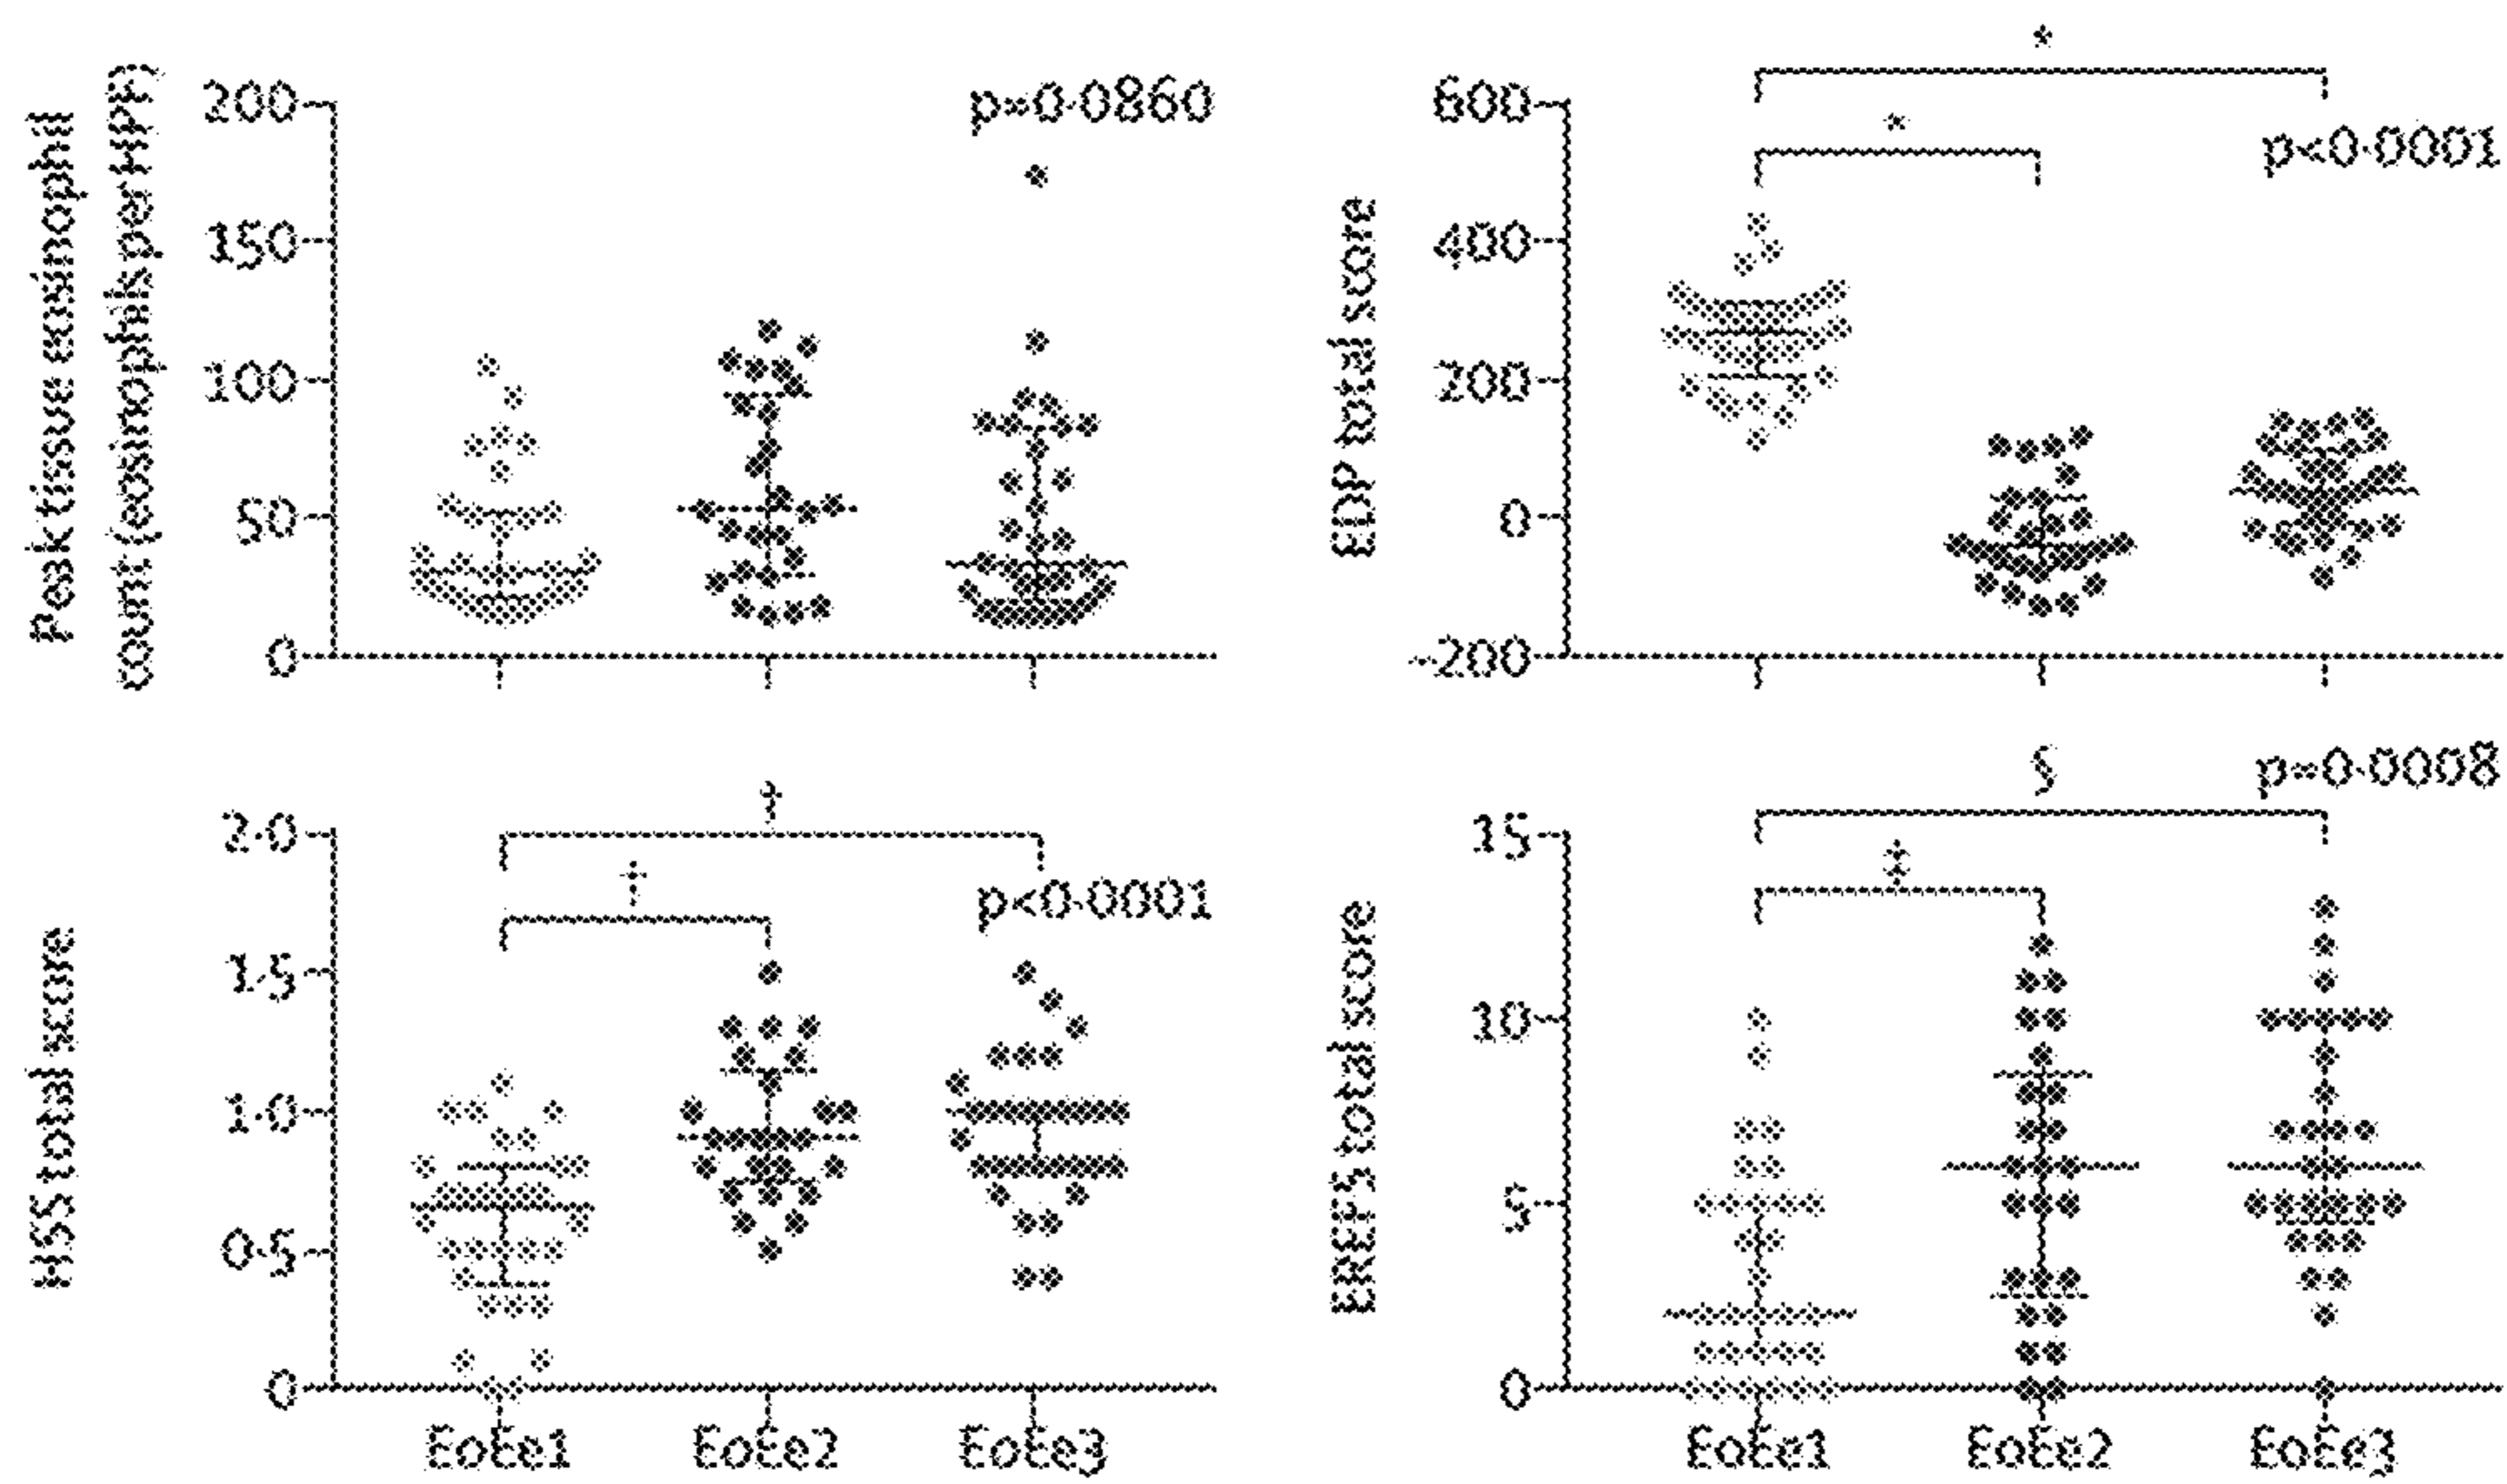 Peak tissue eosinophil
count (eosinophils per HPF)
200
150
100
50
0
p=0·0860
EDP total score
600
400
200
0
-200
*
*
p<0·0001
HSS total score
2·0
1·5
1·0
0·5
0
†
†
p<0·0001
EoEe1
EoEe2
EoEe3
EREFS total score
15
10
5
0
§
‡
p=0·0008
EoEe1
EoEe2
EoEe3